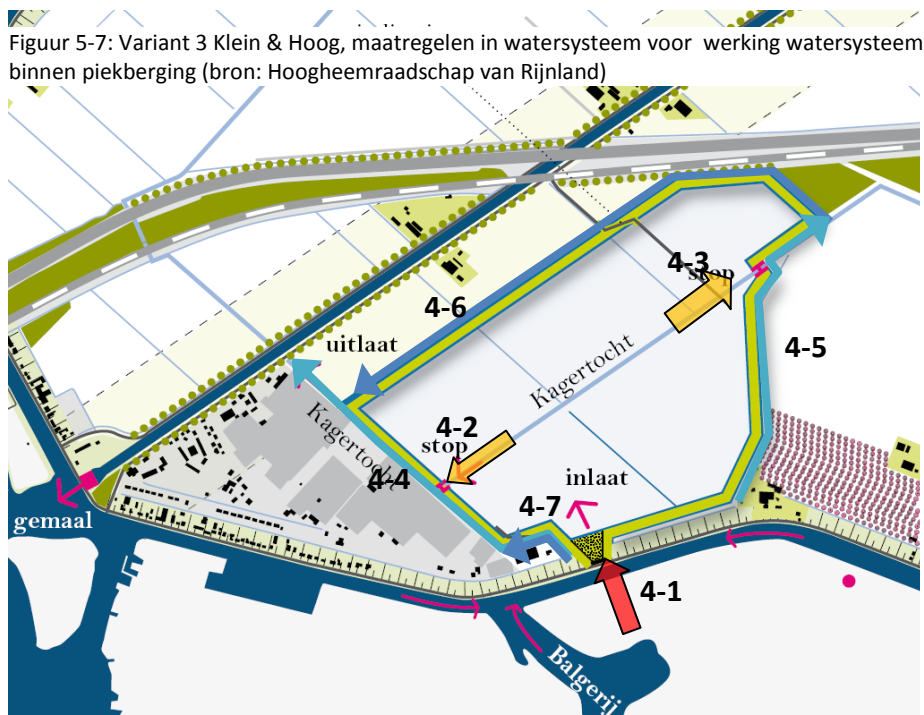 Figuur 5-7: Variant 3 Klein & Hoog, maatregelen in watersysteem voor werking watersysteem
binnen piekberging (bron: Hoogheemraadschap van Rijnland)
4-3
stop
4-6
4-5
uitlaat
Kagertocht
4-2
stop
Kagertocht
4-4
inlaat
4-7
gemaal
4-1
Balgerij